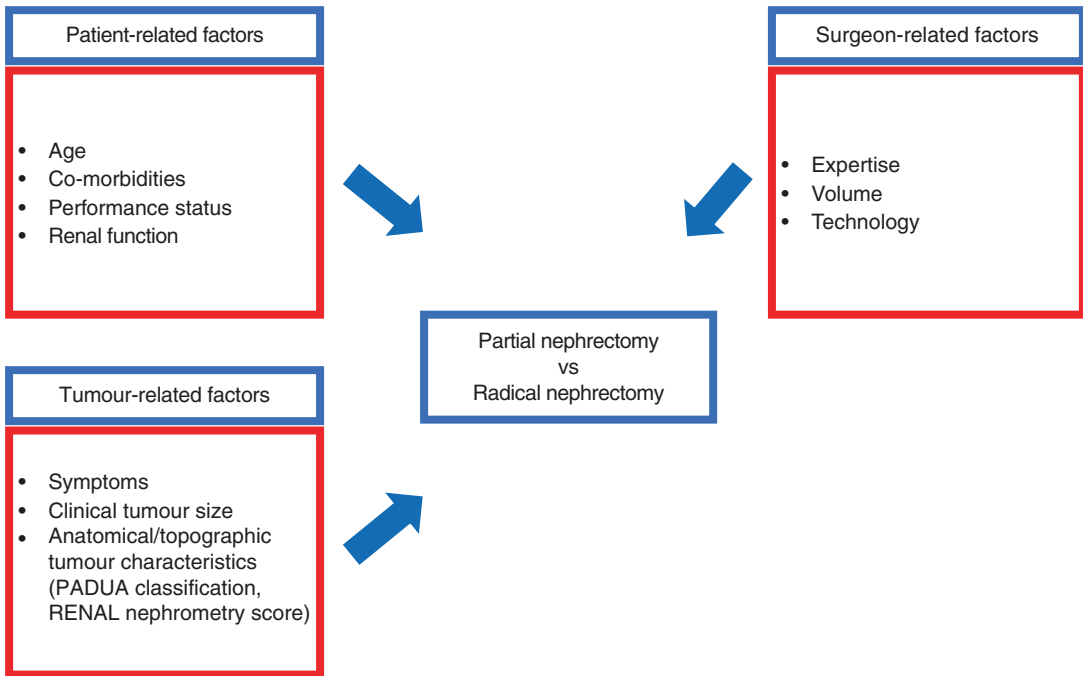 Patient-related factors
• Age
• Co-morbidities
• Performance status
• Renal function
Surgeon-related factors
• Expertise
• Volume
• Technology
Partial nephrectomy
vs
Radical nephrectomy
Tumour-related factors
• Symptoms
• Clinical tumour size
• Anatomical/topographic
tumour characteristics
(PADUA classification,
RENAL nephrometry score)